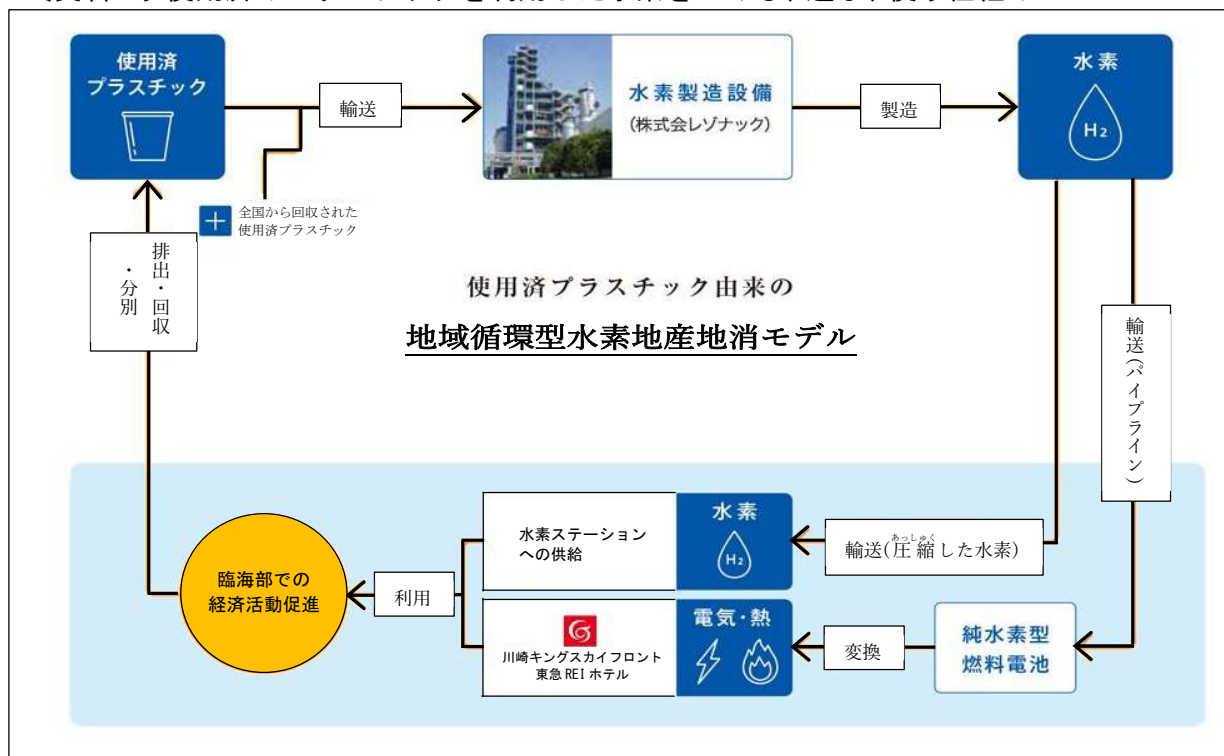 使用済
プラスチック
輸送
水素製造設備
(株式会レゾナック)
製造
水素
H2
全国から回収された
使用済プラスチック
排出・回収
・分別
使用済プラスチック由来の
地域循環型水素地産地消モデル
輸送(パイプライン)
水素ステーション
への供給
水素
H2
あっしゅく
輸送(圧縮した水素)
臨海部での
経済活動促進
利用
川崎キングスカイフロント
東急REIホテル
電気・熱
変換
純水素型
燃料電池